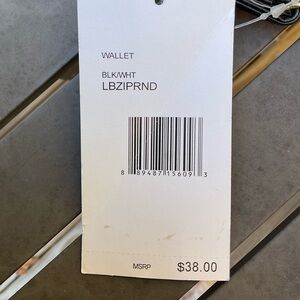 WALLET
BLK/WHT
LBZIPRND
8 89487 15609 3
MSRP $38.00